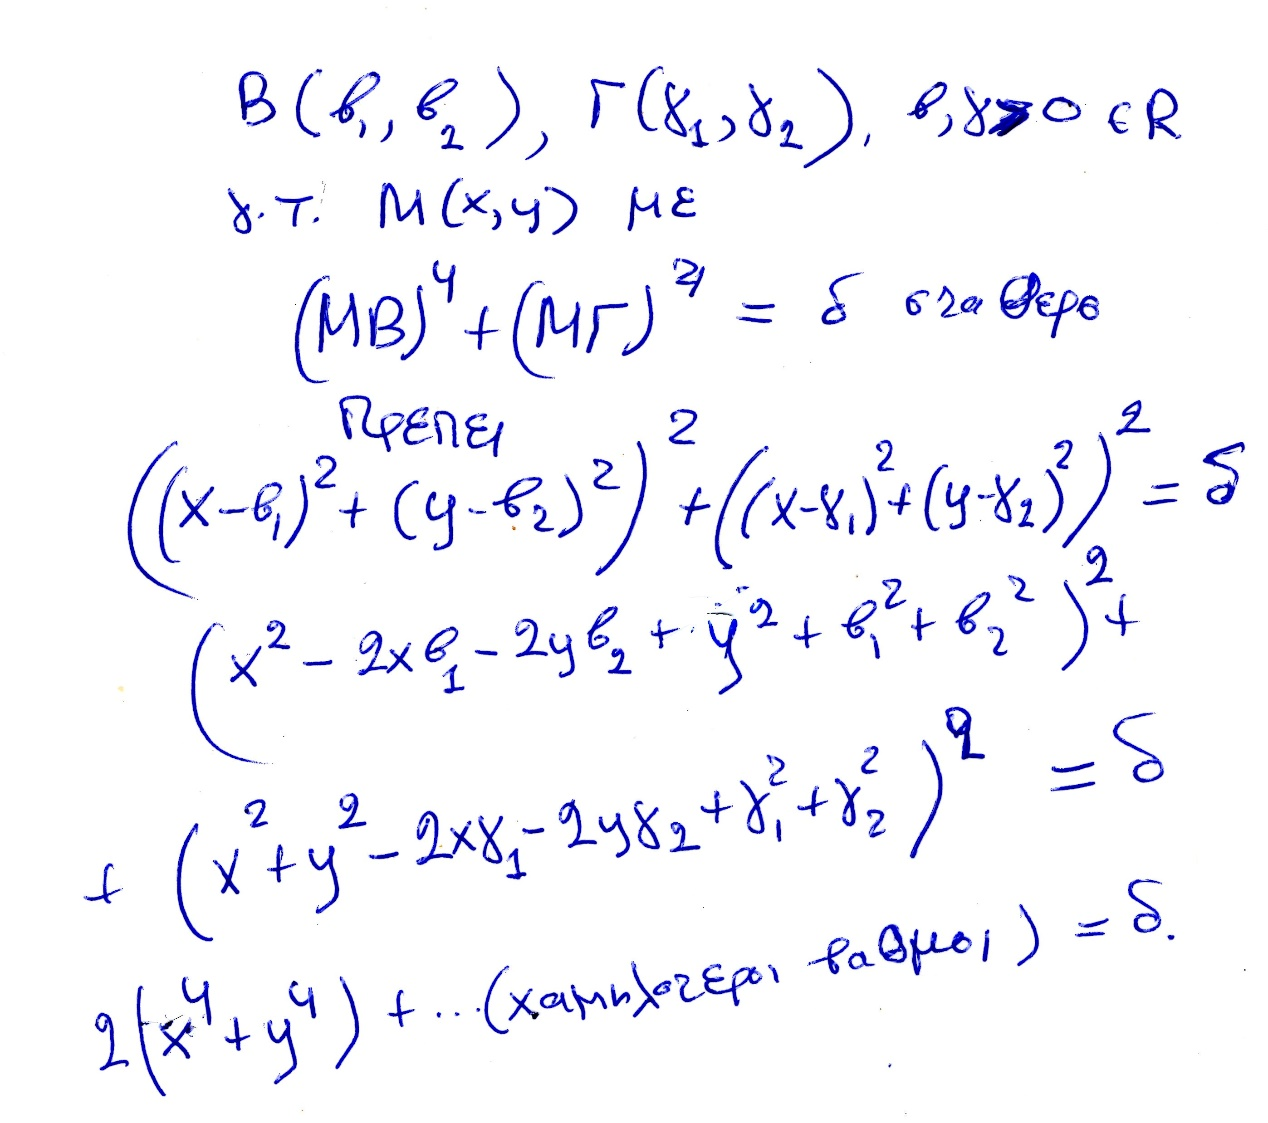 Β(β₁, β₂), Γ(γ₁, γ₂), β,γ>0 ∈ R
γ.τ. Μ(x,y) ΜΕ
(ΜΒ)⁴ + (ΜΓ)⁴ = δ σταθερο
Πρεπει
((x-β₁)² + (y-β₂)²)² + ((x-γ₁)² + (y-γ₂)²)² = δ
(x² - 2xβ₁ - 2yβ₂ + y² + β₁² + β₂²)² +
+ (x² + y² - 2xγ₁ - 2yγ₂ + γ₁² + γ₂²)² = δ
2(x⁴ + y⁴) + ... (χαμηλοτεροι βαθμοι) = δ.